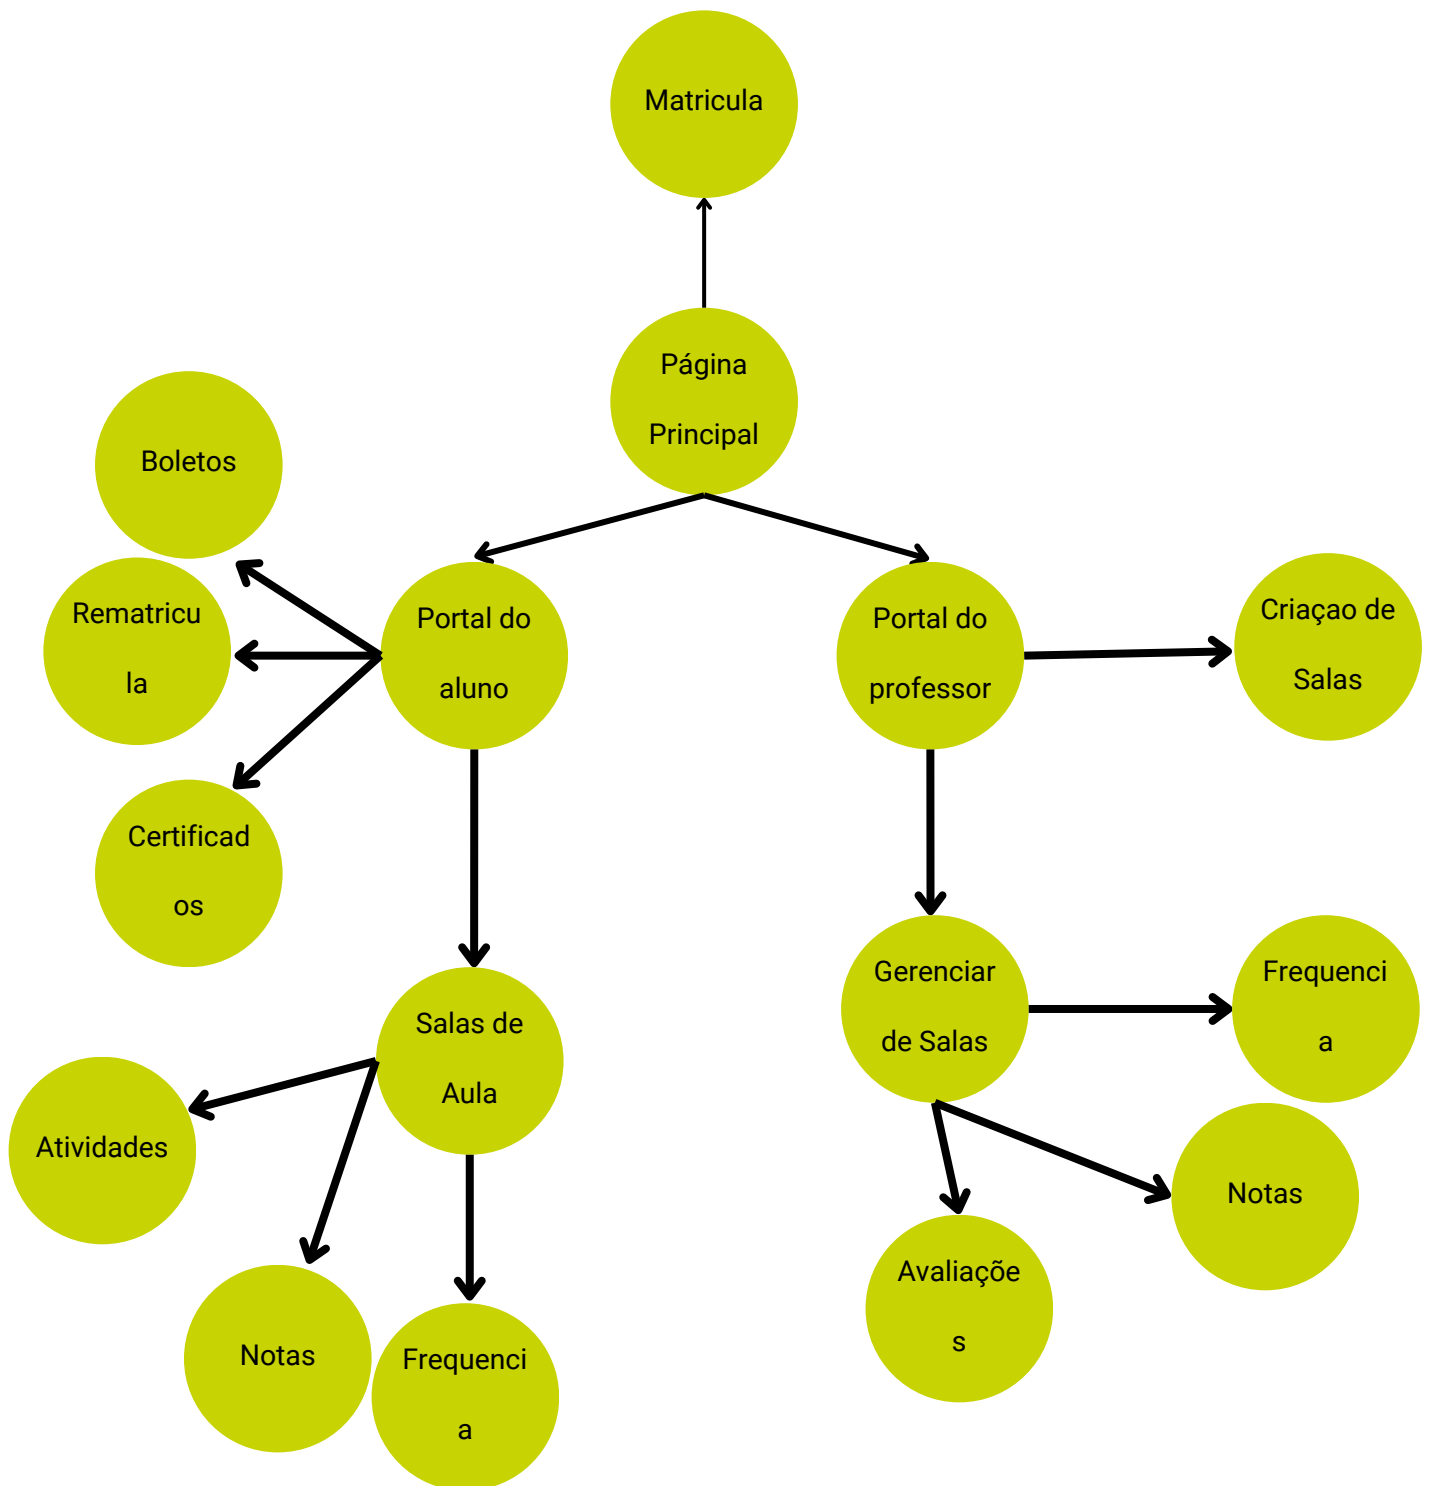 Matricula
Página
Principal
Boletos
Rematricu
la
Certificad
os
Portal do
aluno
Portal do
professor
Criaçao de
Salas
Salas de
Aula
Atividades
Notas
Frequenci
a
Gerenciar
de Salas
Frequenci
a
Notas
Avaliaçõe
s